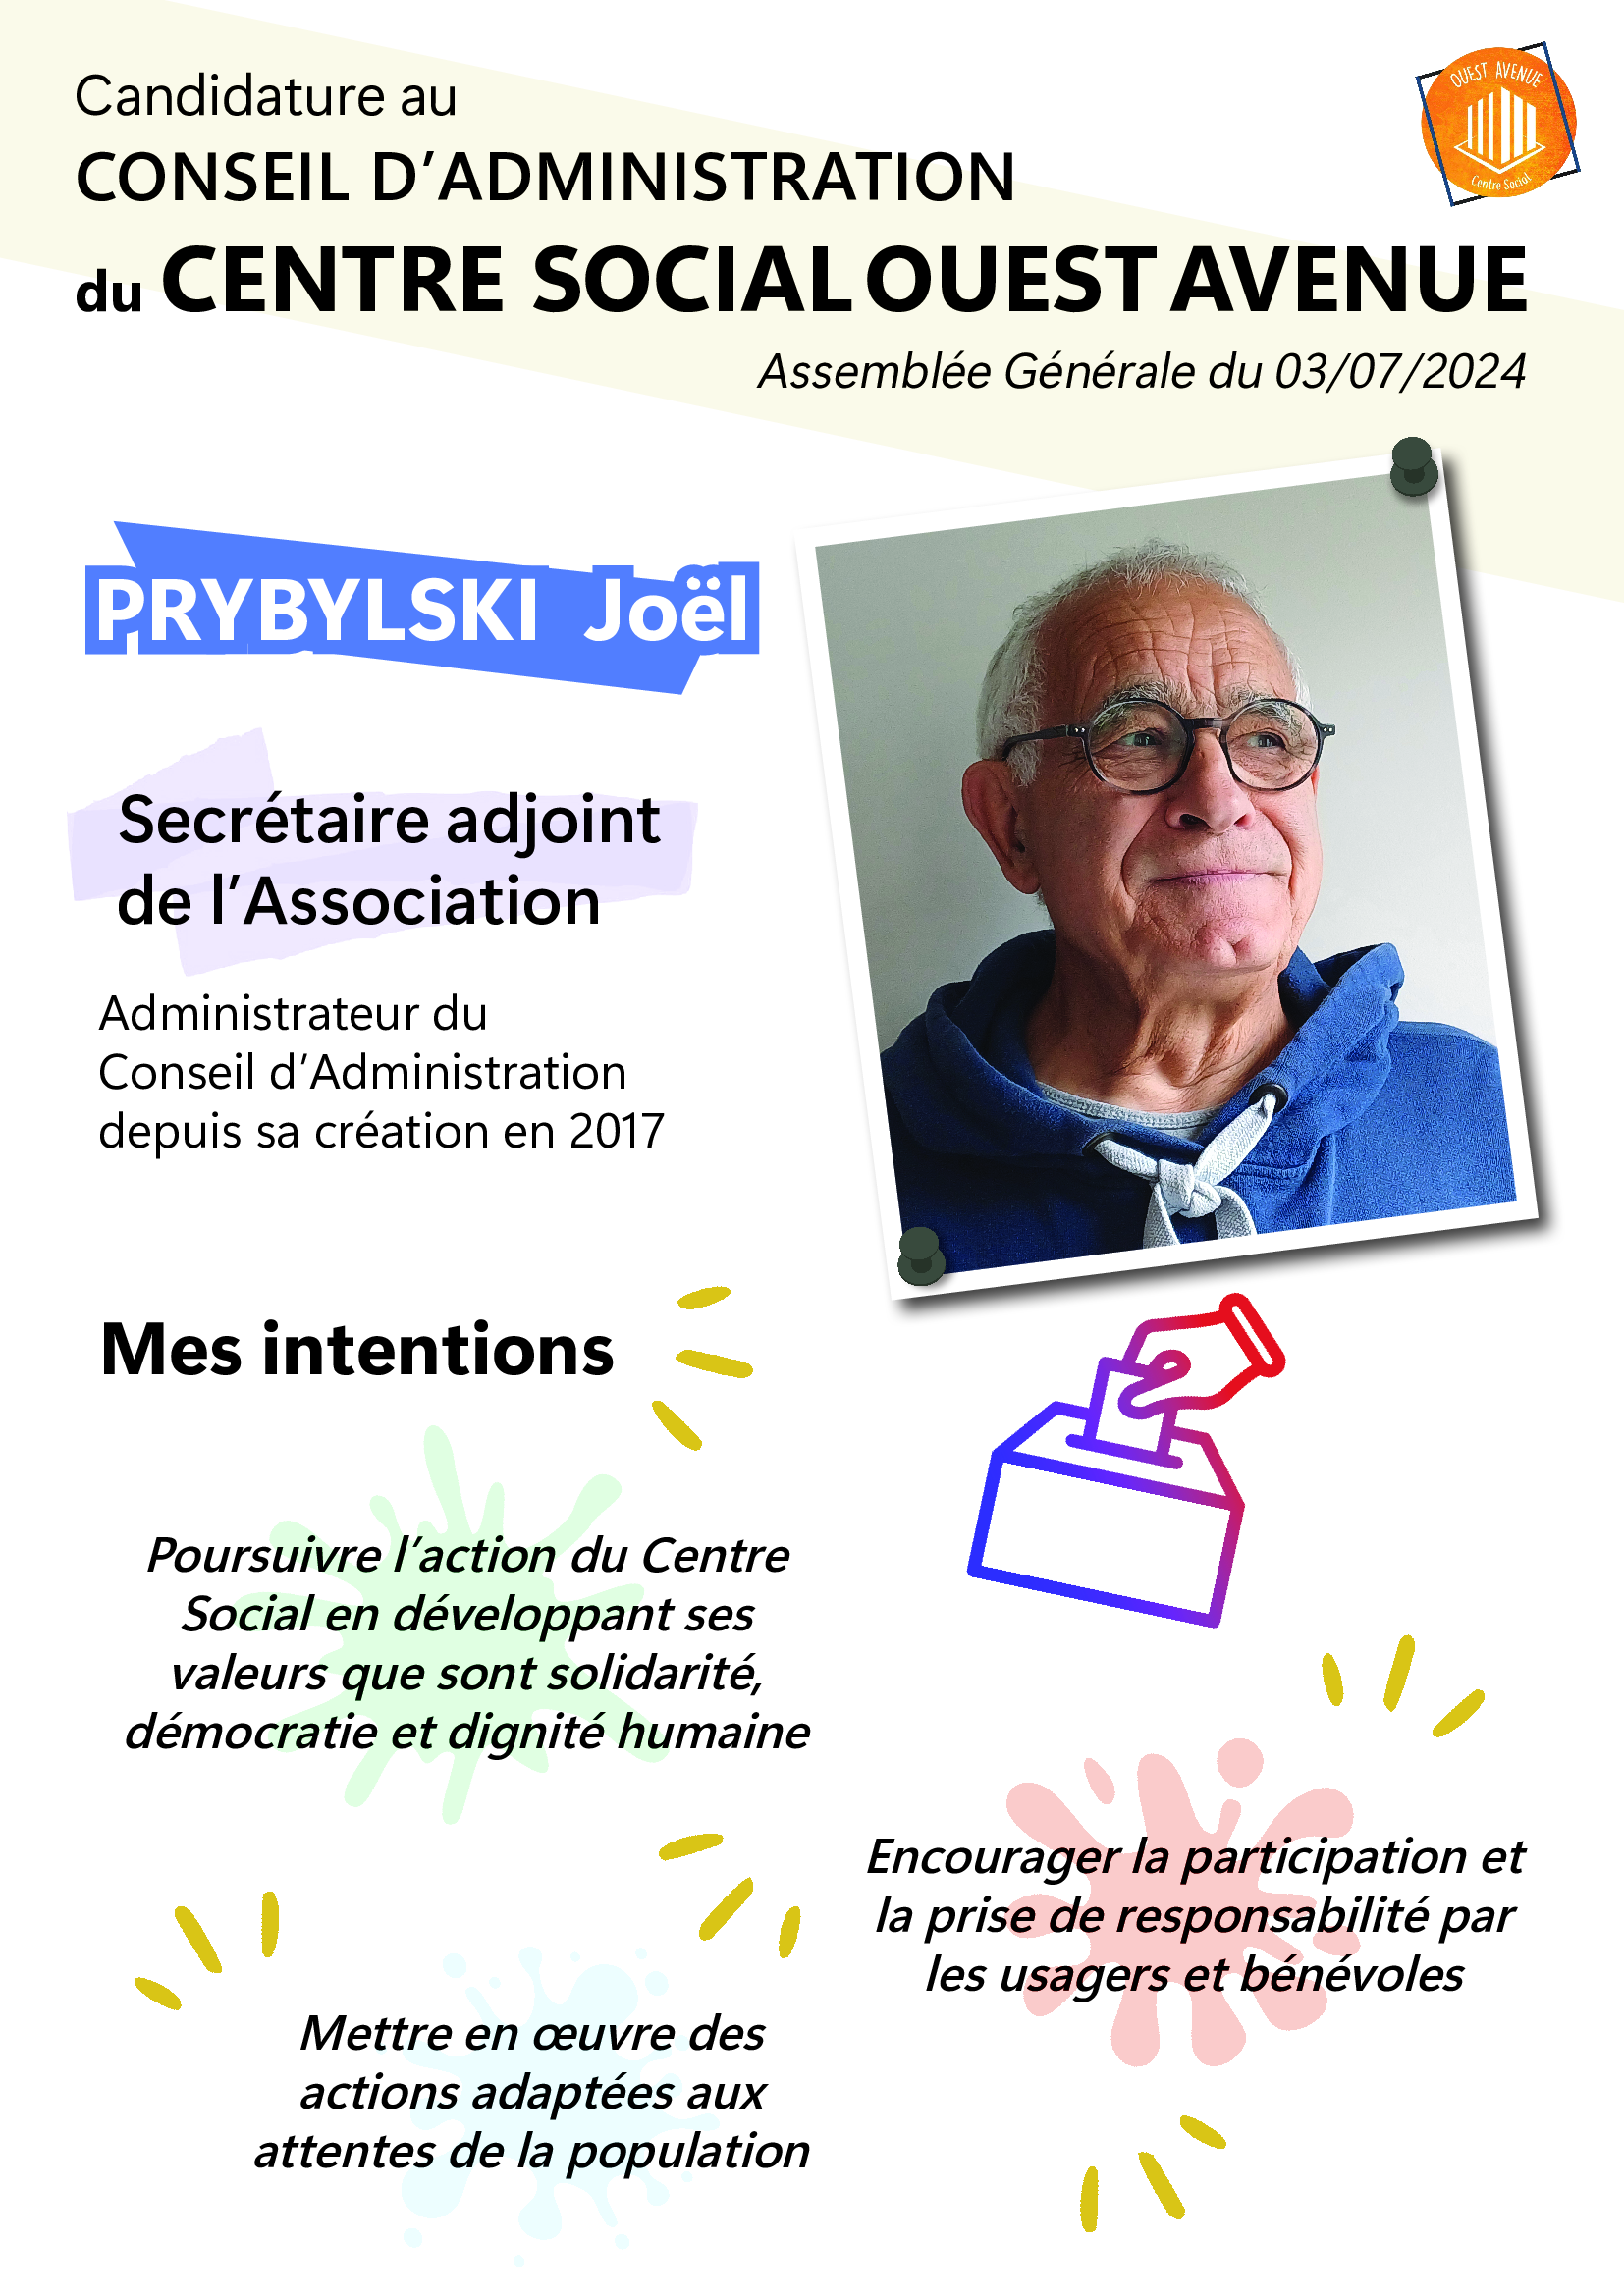 Candidature au
CONSEIL D’ADMINISTRATION
du CENTRE SOCIAL OUEST AVENUE
Assemblée Générale du 03/07/2024
OUEST AVENUE
Centre Social
PRYBYLSKI Joël
Secrétaire adjoint
de l’Association
Administrateur du
Conseil d’Administration
depuis sa création en 2017
Mes intentions
Poursuivre l’action du Centre
Social en développant ses
valeurs que sont solidarité,
démocratie et dignité humaine
Encourager la participation et
la prise de responsabilité par
les usagers et bénévoles
Mettre en œuvre des
actions adaptées aux
attentes de la population